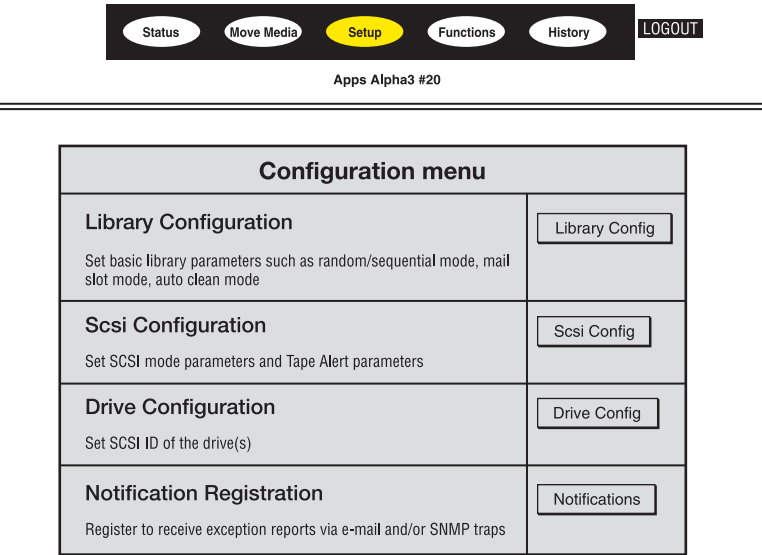 Status Move Media Setup Functions History LOGOUT
Apps Alpha3 #20
Configuration menu
Library Configuration
Library Config
Set basic library parameters such as random/sequential mode, mail
slot mode, auto clean mode
Scsi Configuration
Scsi Config
Set SCSI mode parameters and Tape Alert parameters
Drive Configuration
Drive Config
Set SCSI ID of the drive(s)
Notification Registration
Notifications
Register to receive exception reports via e-mail and/or SNMP traps